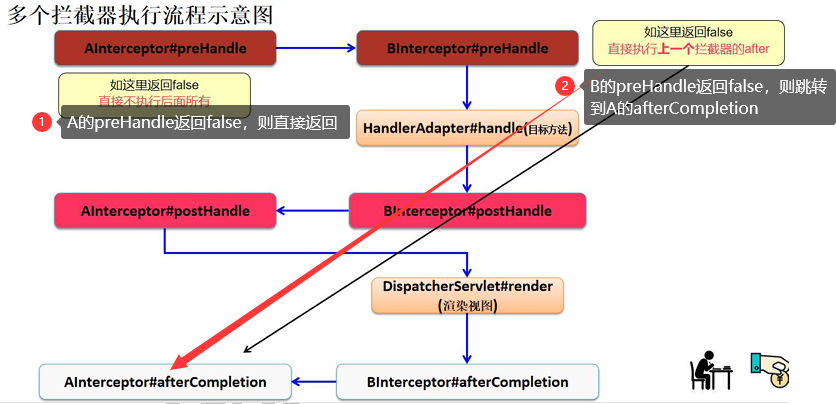 多个拦截器执行流程示意图
AInterceptor#preHandle
BInterceptor#preHandle
如这里返回false
直接执行上一个拦截器的after
如这里返回false
直接不执行后面所有
1
A的preHandle返回false，则直接返回
2
B的preHandle返回false，则跳转
到A的afterCompletion
HandlerAdapter#handle(目标方法)
AInterceptor#postHandle
BInterceptor#postHandle
DispatcherServlet#render
(渲染视图)
AInterceptor#afterCompletion
BInterceptor#afterCompletion
¥